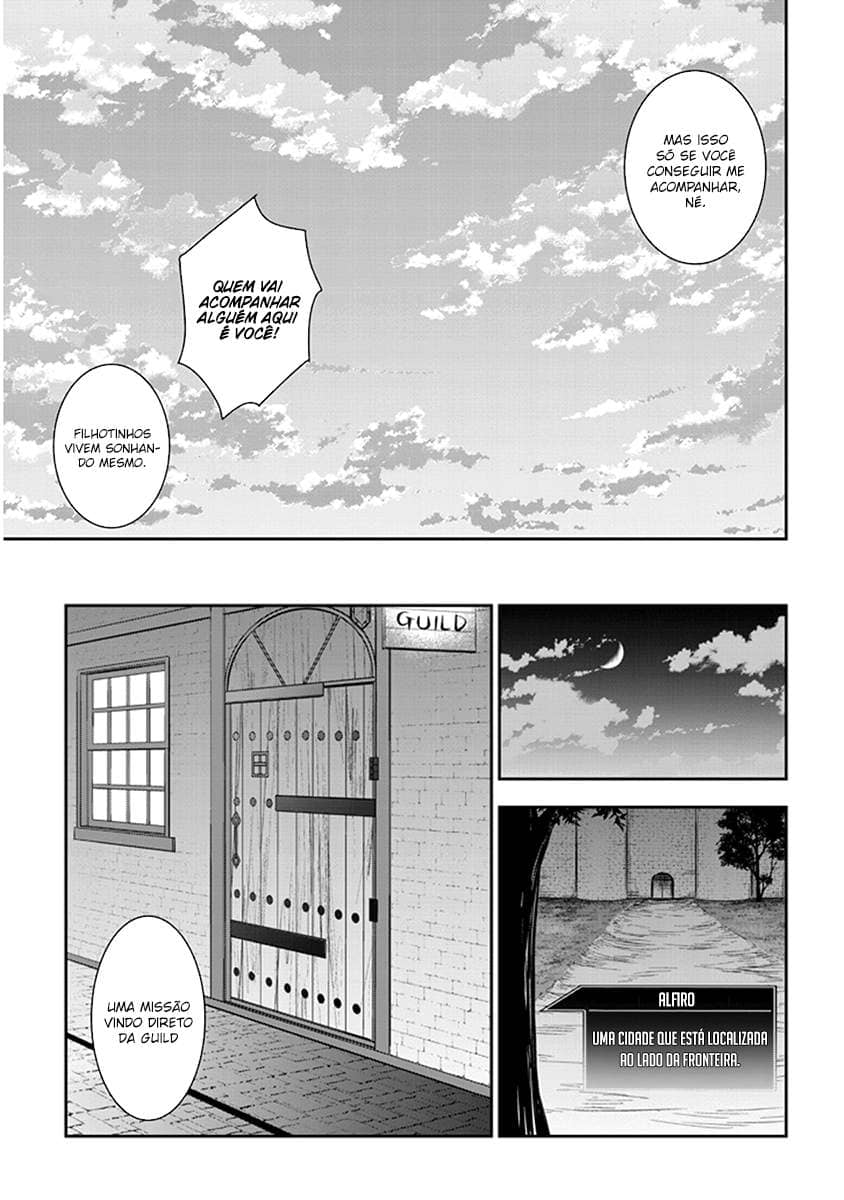 MAS ISSO
SÓ SE VOCÊ
CONSEGUIR ME
ACOMPANHAR,
NÉ.
QUEM VAI
ACOMPANHAR
ALGUÉM AQUI
É VOCÊ!
FILHOTINHOS
VIVEM SONHAN-
DO MESMO.
ALFIRO
UMA CIDADE QUE ESTÁ LOCALIZADA
AO LADO DA FRONTEIRA.
GUILD
UMA MISSÃO
VINDO DIRETO
DA GUILD